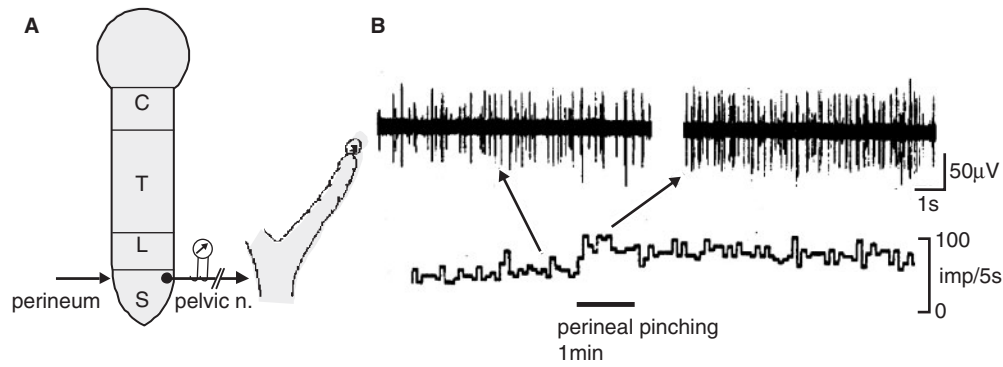 A
C
T
L
S
perineum
pelvic n.
B
50μV
1s
100
imp/5s
0
perineal pinching
1min